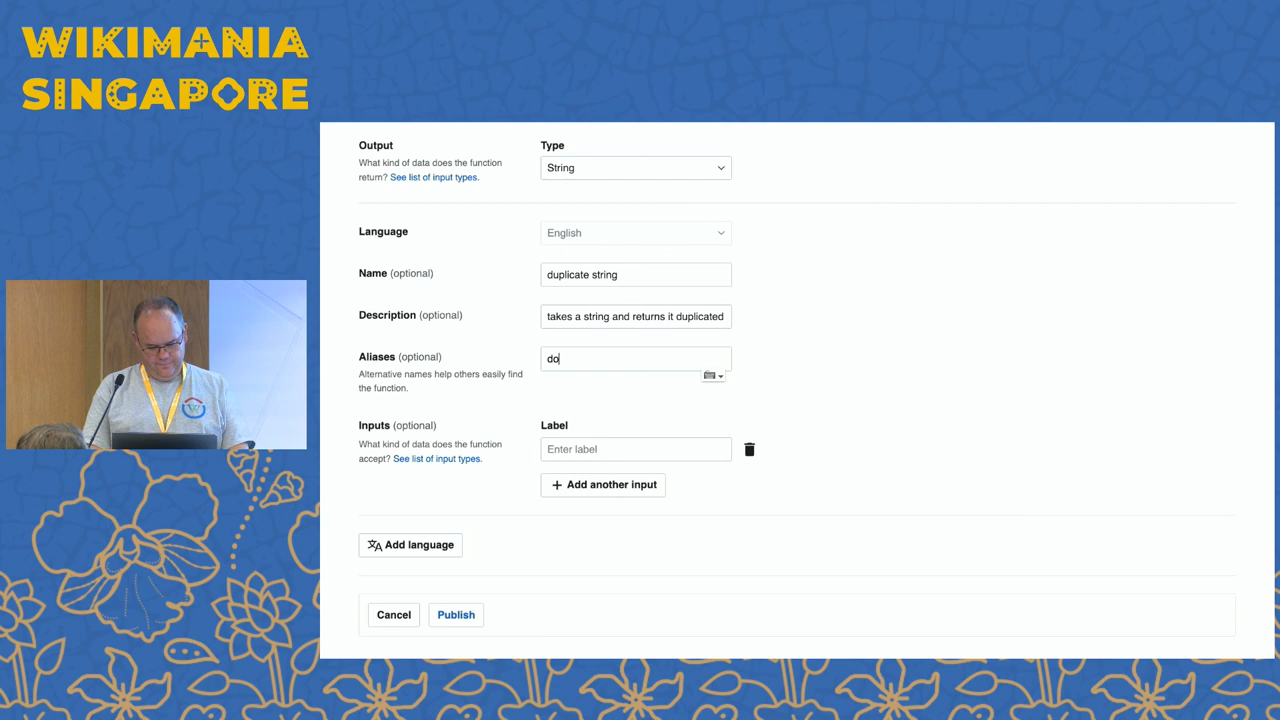 WIKIMANIA
SINGAPORE
Output
What kind of data does the function
return? See list of input types.
Type
String
Language
English
Name (optional)
duplicate string
Description (optional)
takes a string and returns it duplicated
Aliases (optional)
Alternative names help others easily find
the function.
do
Inputs (optional)
What kind of data does the function
accept? See list of input types.
Label
Enter label
Add another input
Add language
Cancel
Publish